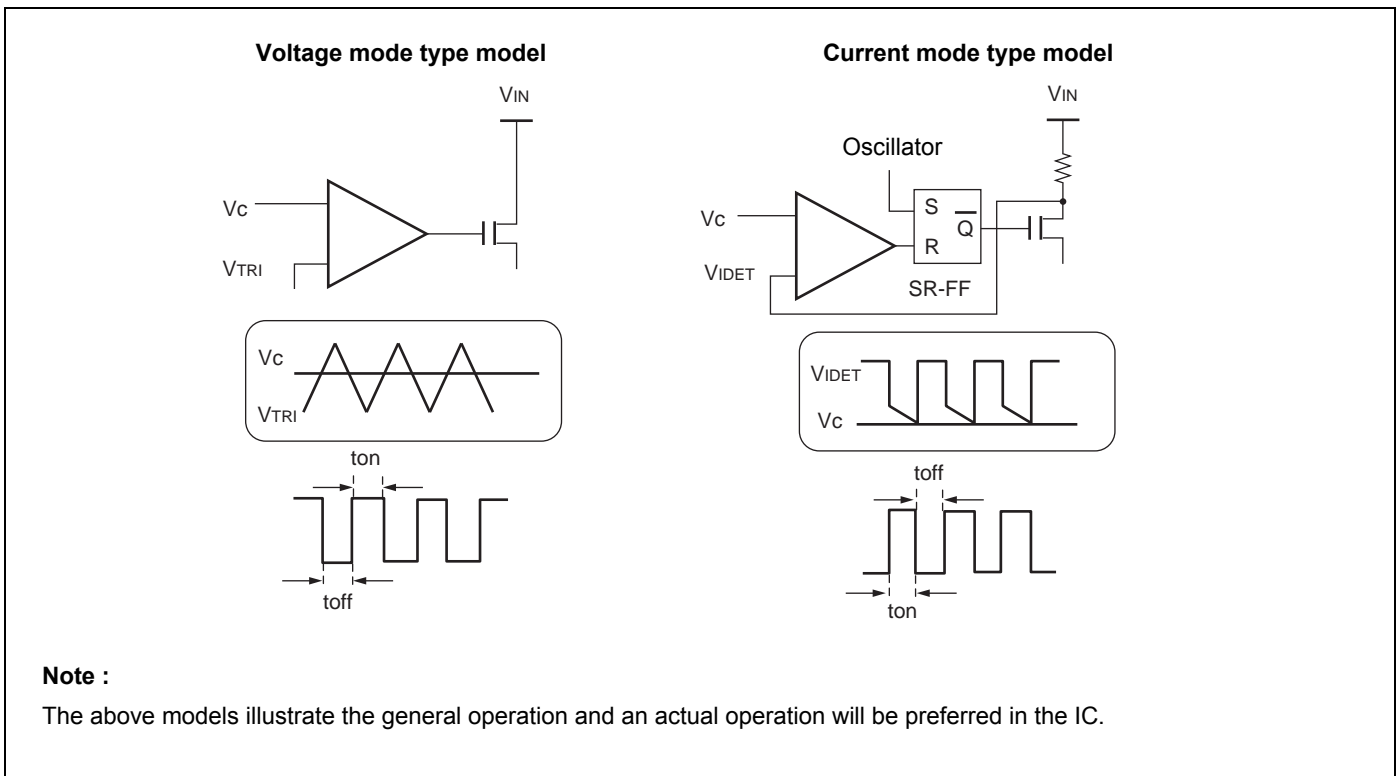 Voltage mode type model
VIN
Vc
VTRI
Vc
VTRI
ton
toff
Current mode type model
VIN
Oscillator
Vc
S
Q
R
VIDET
SR-FF
VIDET
Vc
toff
ton
Note :
The above models illustrate the general operation and an actual operation will be preferred in the IC.